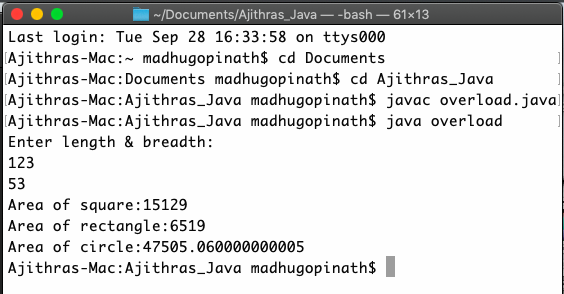 ~/Documents/Ajithras_Java — -bash — 61×13
Last login: Tue Sep 28 16:33:58 on ttys000
[Ajithras-Mac:~ madhugopinath$ cd Documents ]
[Ajithras-Mac:Documents madhugopinath$ cd Ajithras_Java ]
[Ajithras-Mac:Ajithras_Java madhugopinath$ javac overload.java]
[Ajithras-Mac:Ajithras_Java madhugopinath$ java overload ]
Enter length & breadth:
123
53
Area of square:15129
Area of rectangle:6519
Area of circle:47505.060000000005
Ajithras-Mac:Ajithras_Java madhugopinath$